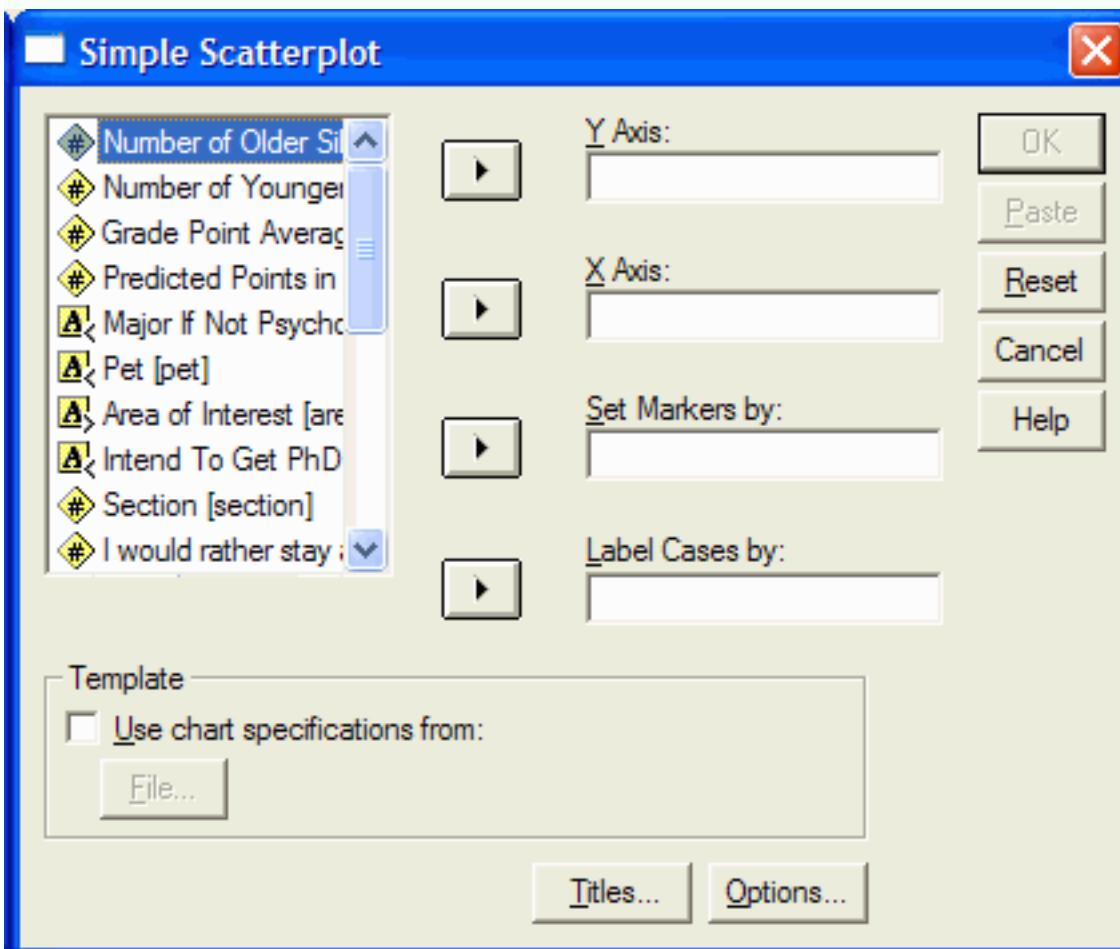 Simple Scatterplot
Number of Older Sil
Number of Younger
Grade Point Averag
Predicted Points in
Major If Not Psycho
Pet [pet]
Area of Interest [are
Intend To Get PhD
Section [section]
I would rather stay a
Y Axis:
X Axis:
Set Markers by:
Label Cases by:
OK
Paste
Reset
Cancel
Help
Template
Use chart specifications from:
File...
Titles...
Options...